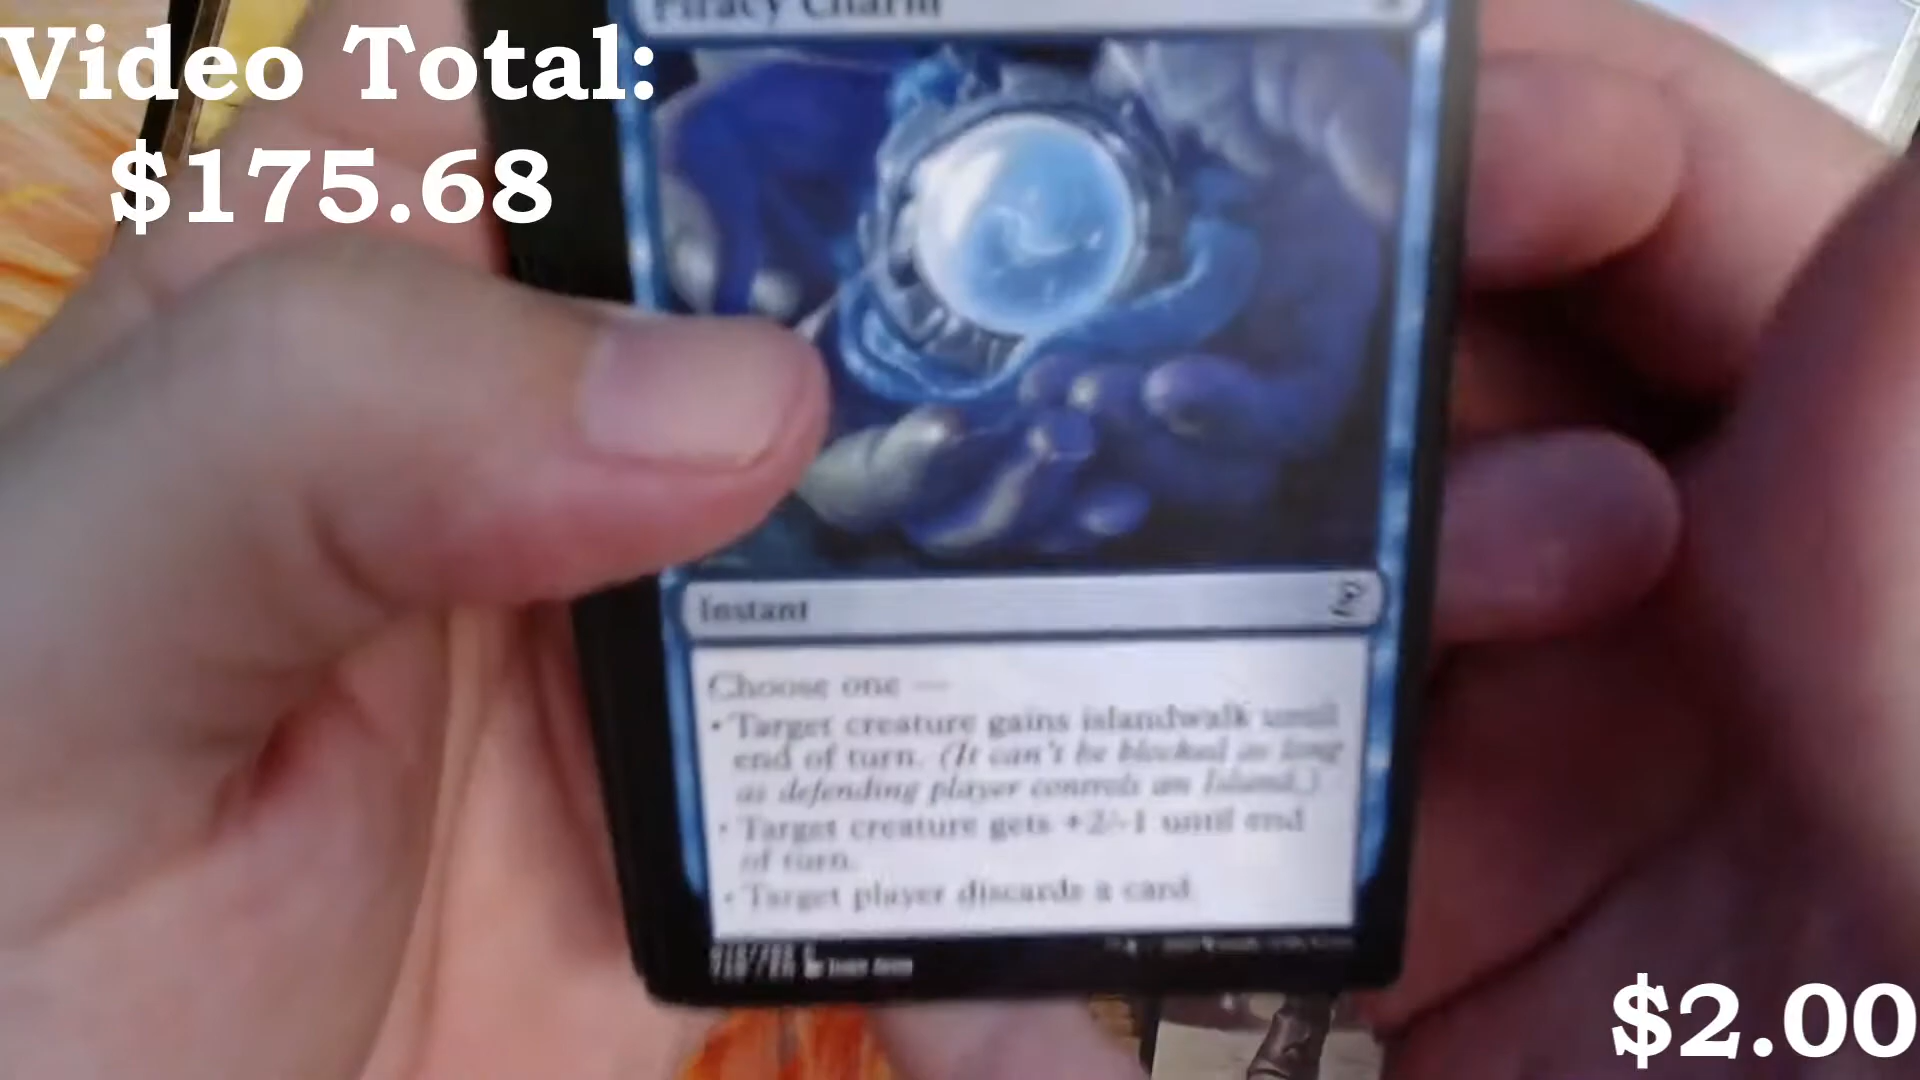 Piracy Charm
Video Total:
$175.68
Instant
Choose one —
• Target creature gains islandwalk until
end of turn. (It can't be blocked as long
as defending player controls an Island.)
• Target creature gets +2/-1 until end
of turn.
• Target player discards a card.
$2.00